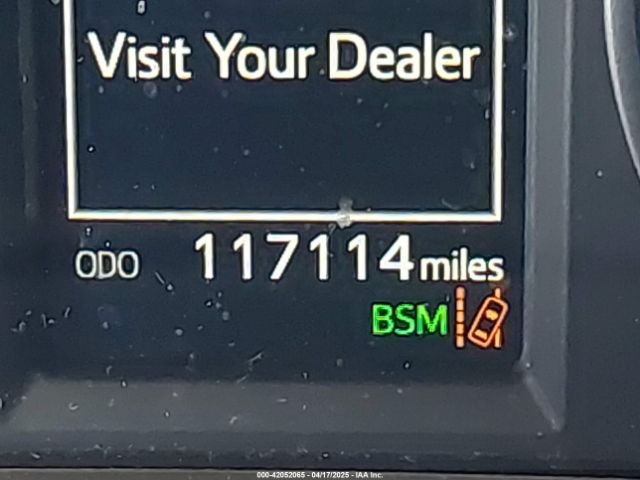 Visit Your Dealer
ODO 117114 miles
BSM
000-42052065 - 04/17/2025 - IAA Inc.